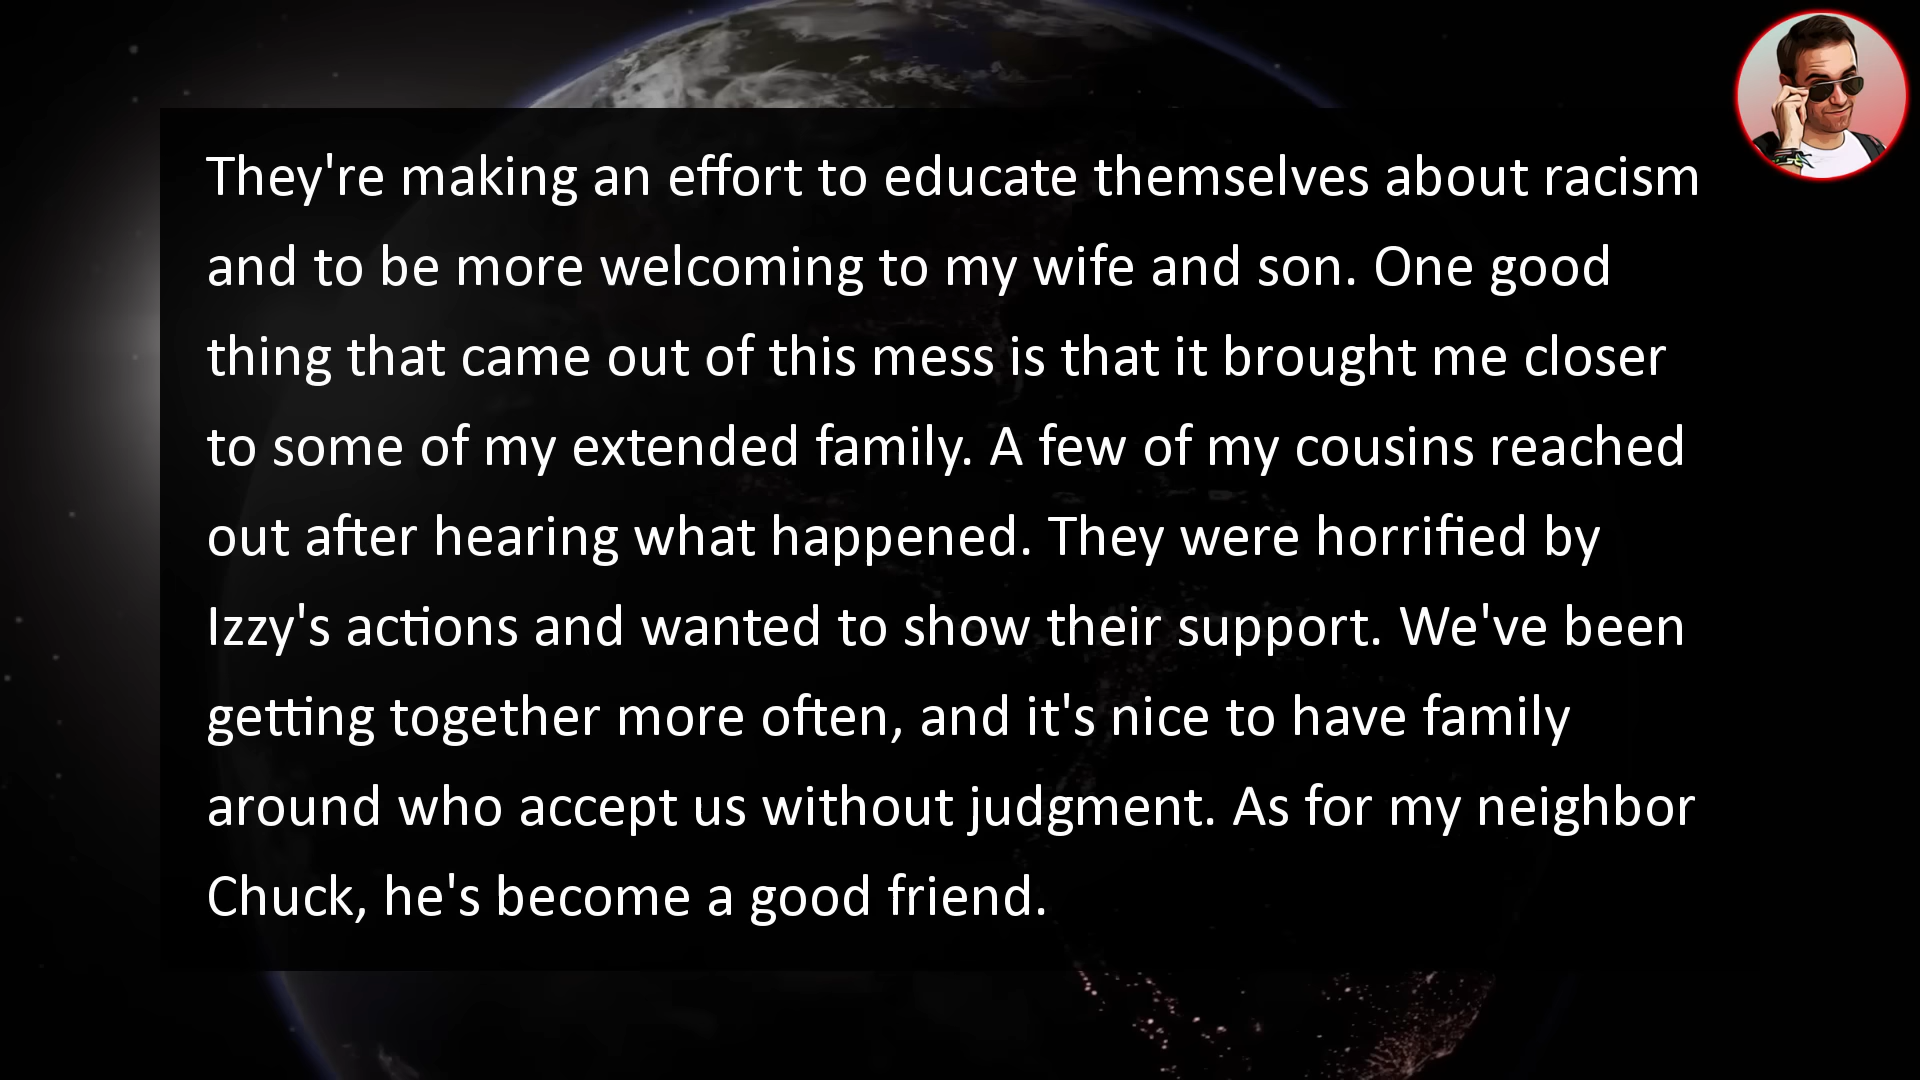 They're making an effort to educate themselves about racism
and to be more welcoming to my wife and son. One good
thing that came out of this mess is that it brought me closer
to some of my extended family. A few of my cousins reached
out after hearing what happened. They were horrified by
Izzy's actions and wanted to show their support. We've been
getting together more often, and it's nice to have family
around who accept us without judgment. As for my neighbor
Chuck, he's become a good friend.